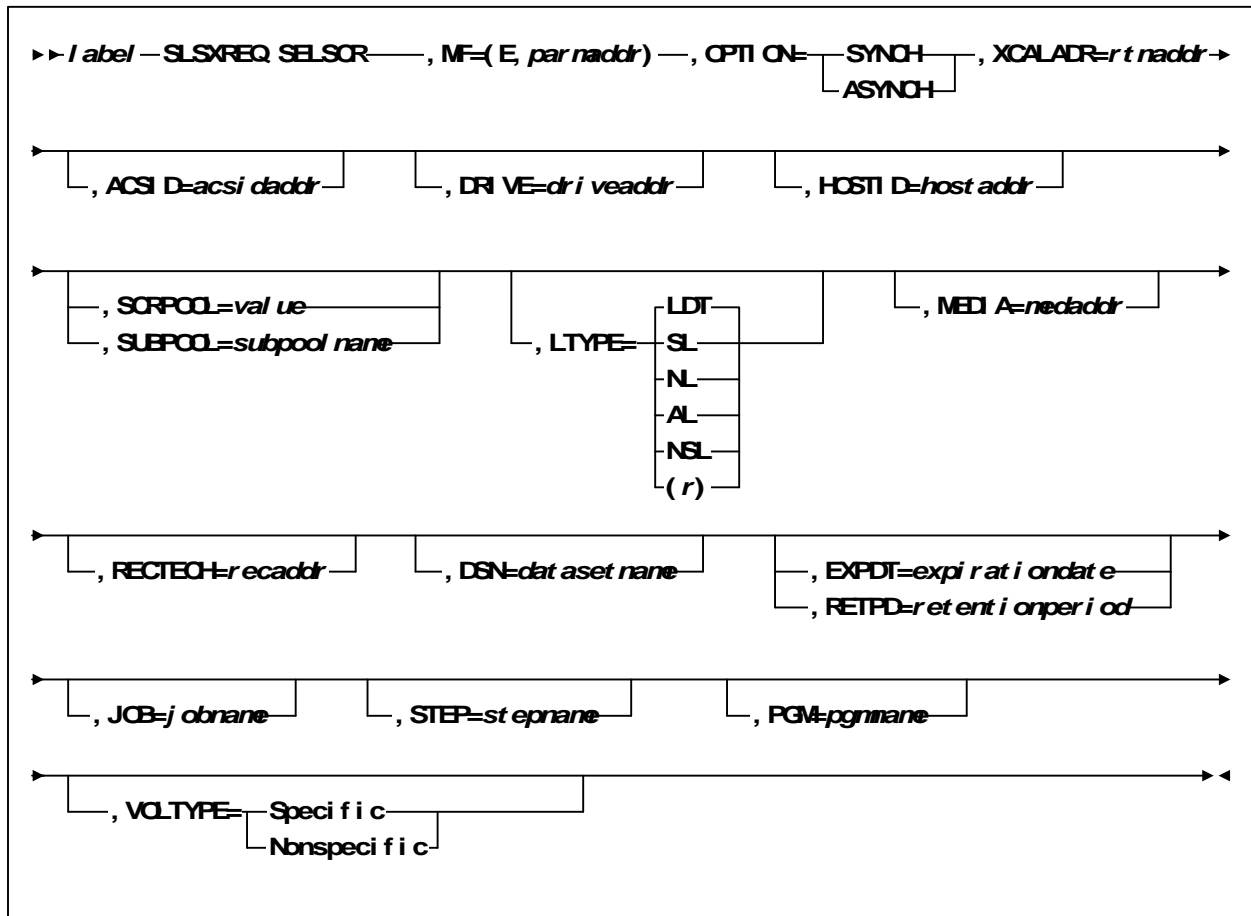 label SLSXREQ SELSCR , MF=(E,parmaddr) , OPTION= SYNCH , XCALADR=rtnaddr
ASYNCH
, ACSID=acsidaddr , DRIVE=driveaddr , HOSTID=hostaddr
, SCRPOOL=value LDT , MEDIA=medaddr
, SUBPOOL=subpoolname , LTYPE= SL
NL
AL
NSL
(r)
, RECTECH=recaddr , DSN=datasetname , EXPDT=expirationdate
, RETPD=retentionperiod
, JOB=jobname , STEP=stepname , PGM=pgmname
, VOLTYPE= Specific
Nonspecific